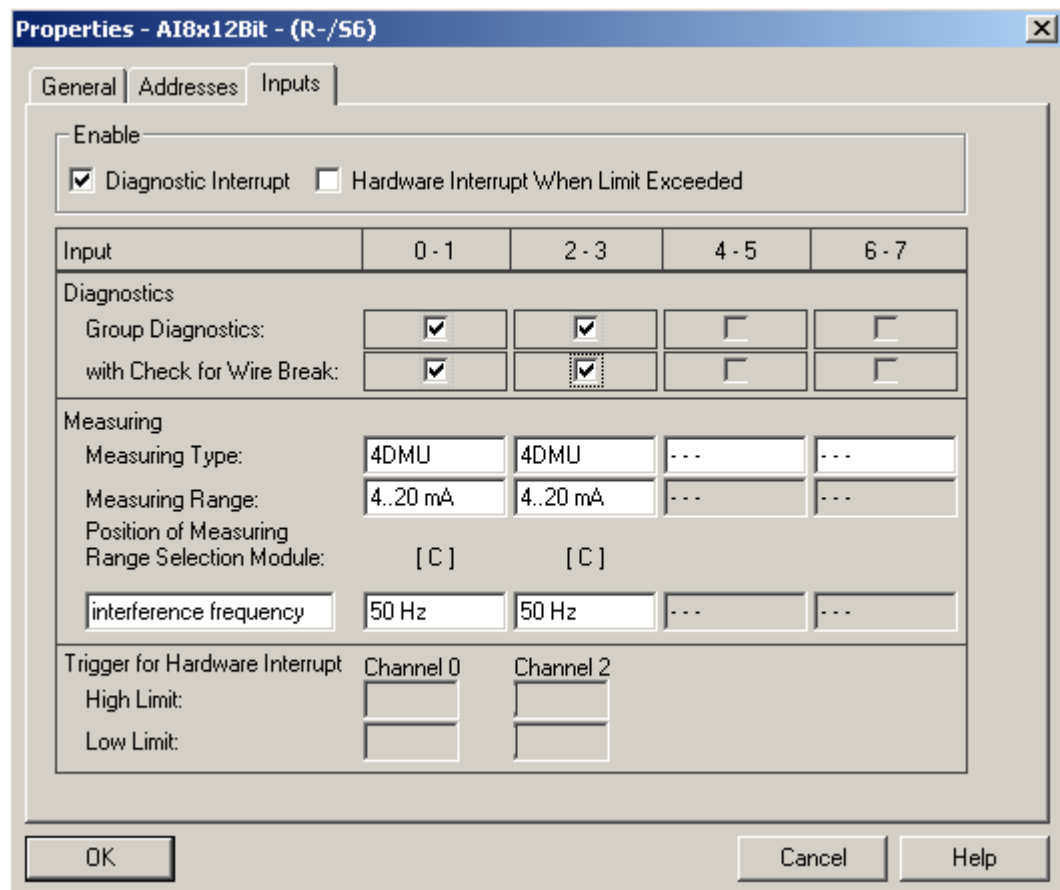 Properties - AI8x12Bit - (R-/S6)
General Addresses Inputs
Enable
Diagnostic Interrupt Hardware Interrupt When Limit Exceeded
Input 0 - 1 2 - 3 4 - 5 6 - 7
Diagnostics
Group Diagnostics:
with Check for Wire Break:
Measuring
Measuring Type: 4DMU 4DMU - - - - - -
Measuring Range: 4..20 mA 4..20 mA - - - - - -
Position of Measuring
Range Selection Module: [ C ] [ C ]
interference frequency 50 Hz 50 Hz - - - - - -
Trigger for Hardware Interrupt Channel 0 Channel 2
High Limit:
Low Limit:
OK Cancel Help